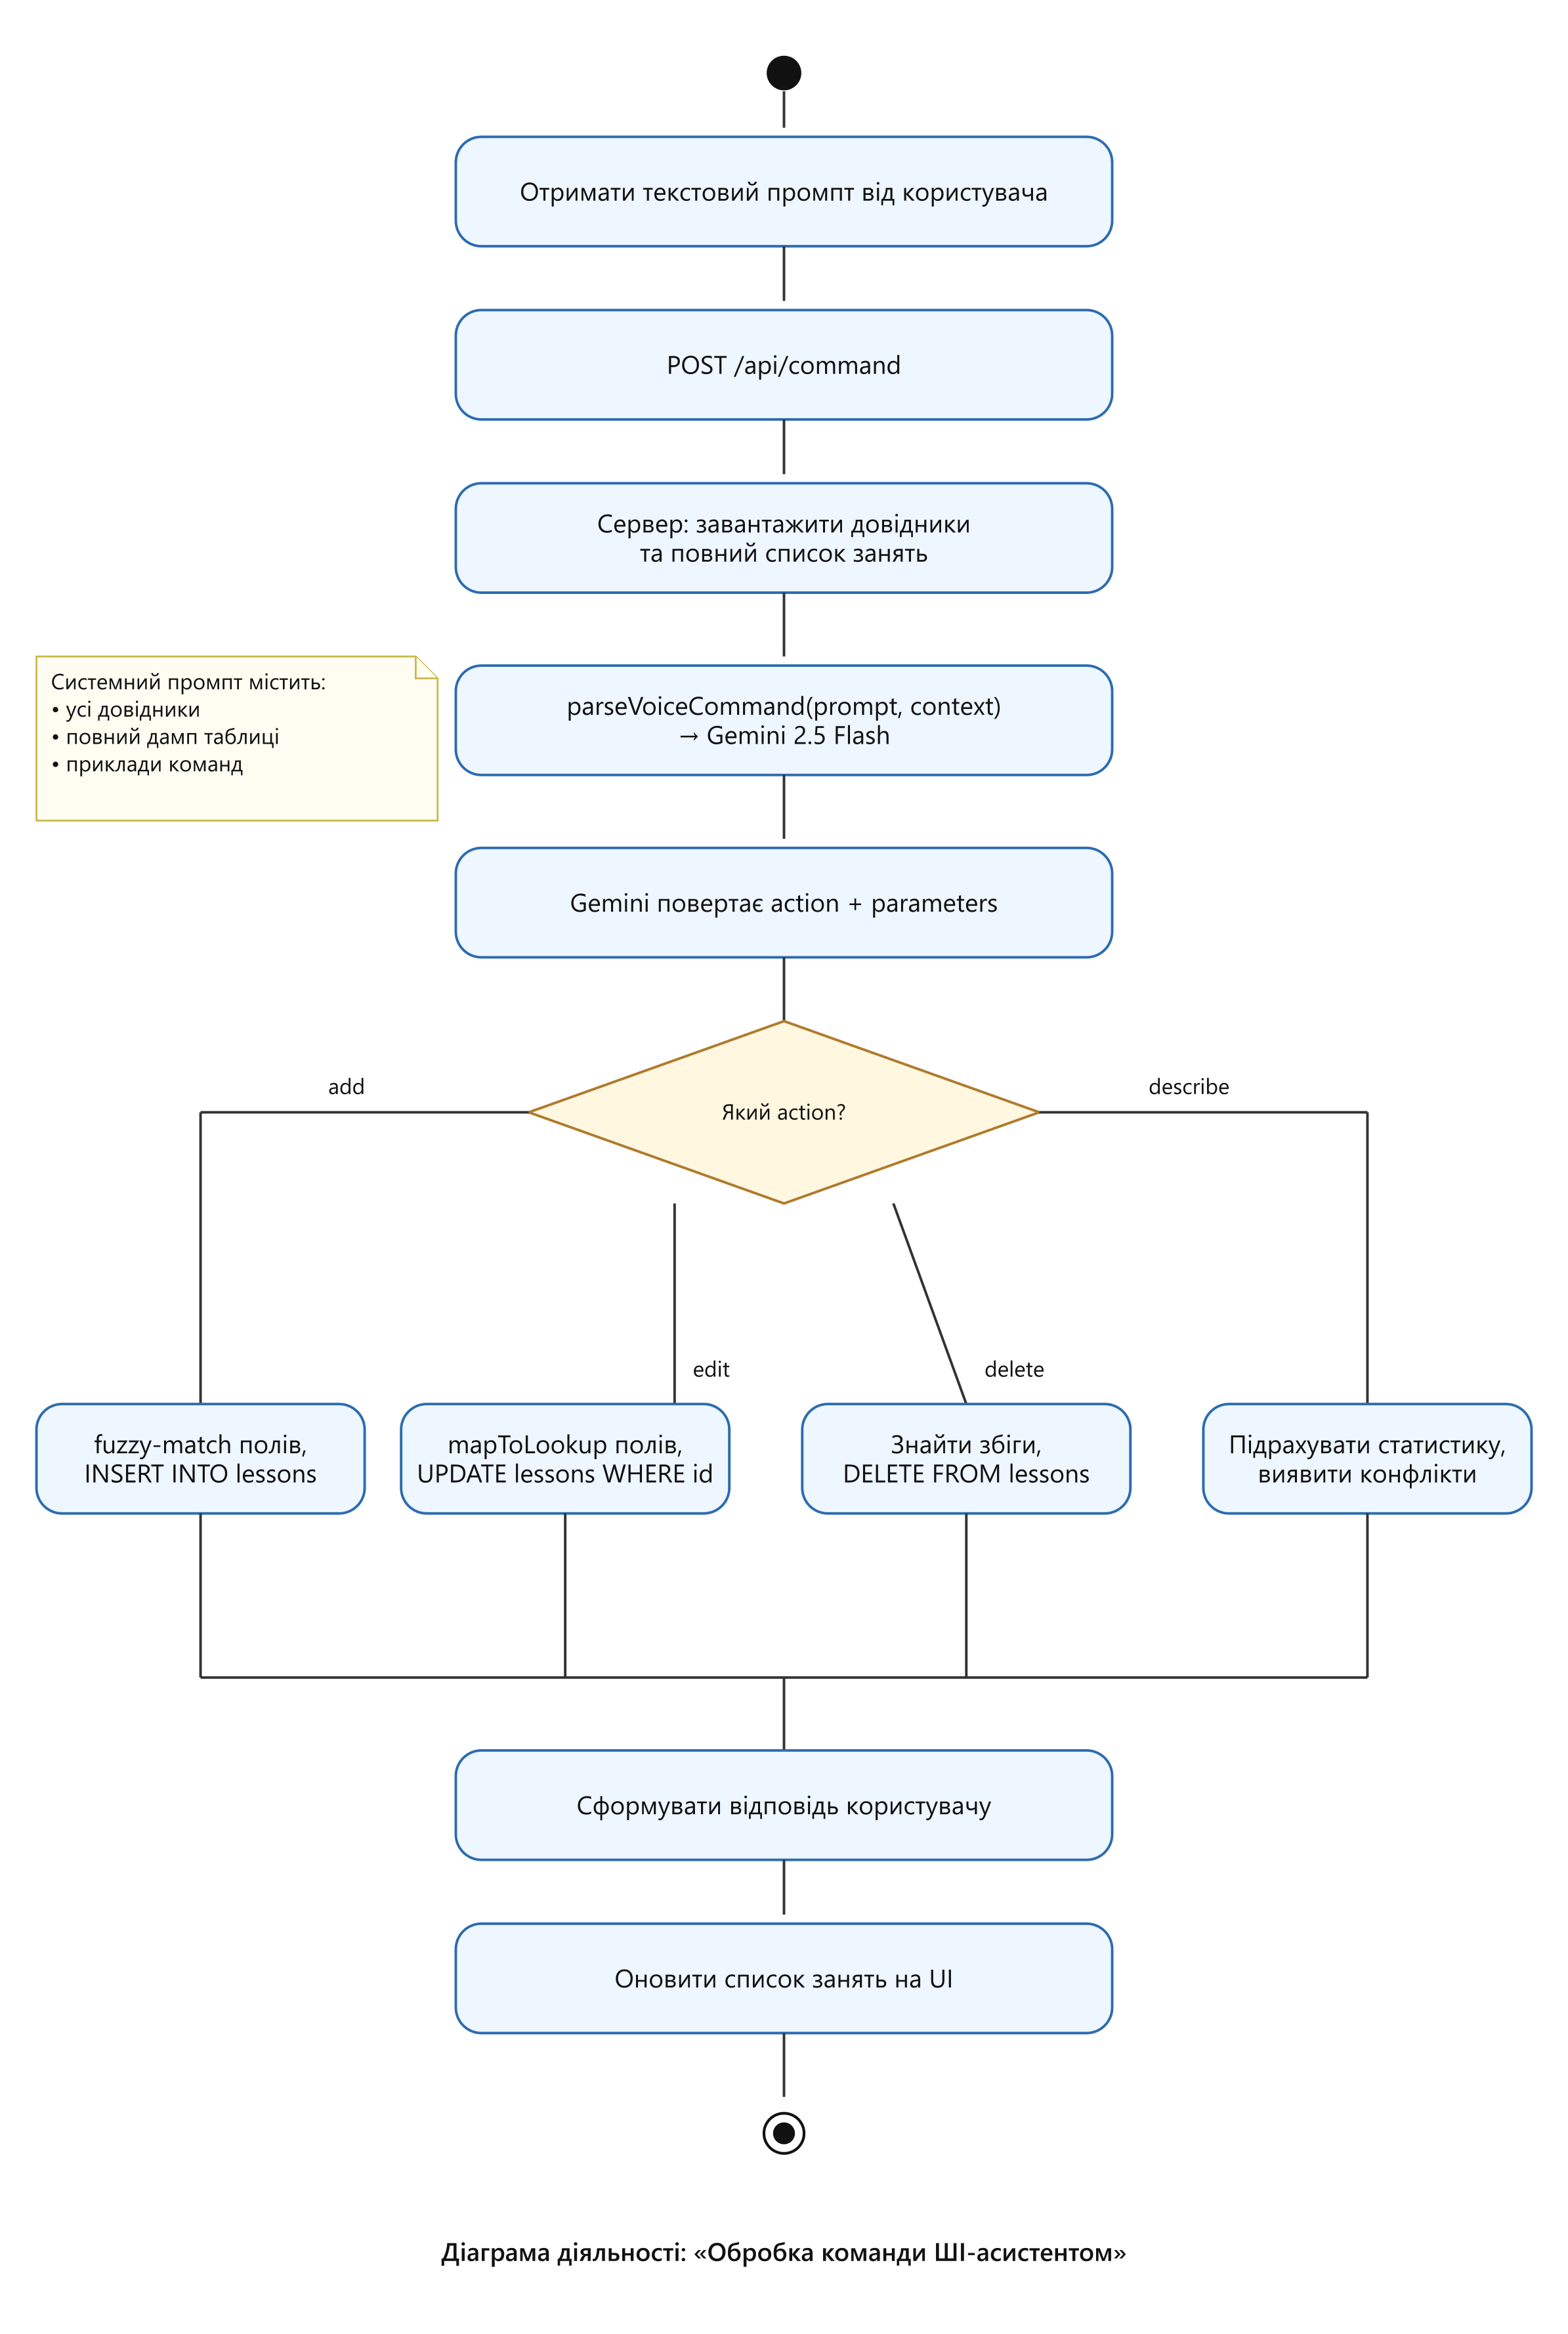 Отримати текстовий промпт від користувача
POST /api/command
Сервер: завантажити довідники
та повний список занять
Системний промпт містить:
• усі довідники
• повний дамп таблиці
• приклади команд
parseVoiceCommand(prompt, context)
→ Gemini 2.5 Flash
Gemini повертає action + parameters
Який action?
add
describe
edit
delete
fuzzy-match полів,
INSERT INTO lessons
mapToLookup полів,
UPDATE lessons WHERE id
Знайти збіги,
DELETE FROM lessons
Підрахувати статистику,
виявити конфлікти
Сформувати відповідь користувачу
Оновити список занять на UI
Діаграма діяльності: «Обробка команди ШІ-асистентом»